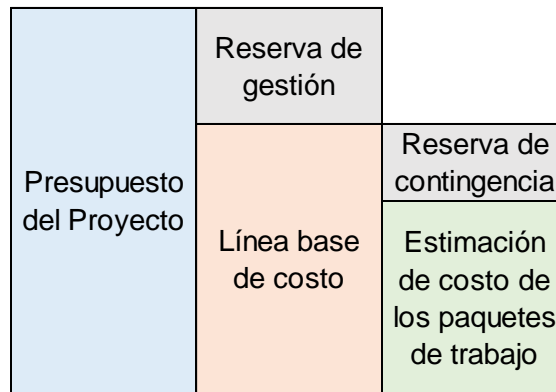 Presupuesto
del Proyecto
Reserva de
gestión
Línea base
de costo
Reserva de
contingencia
Estimación
de costo de
los paquetes
de trabajo